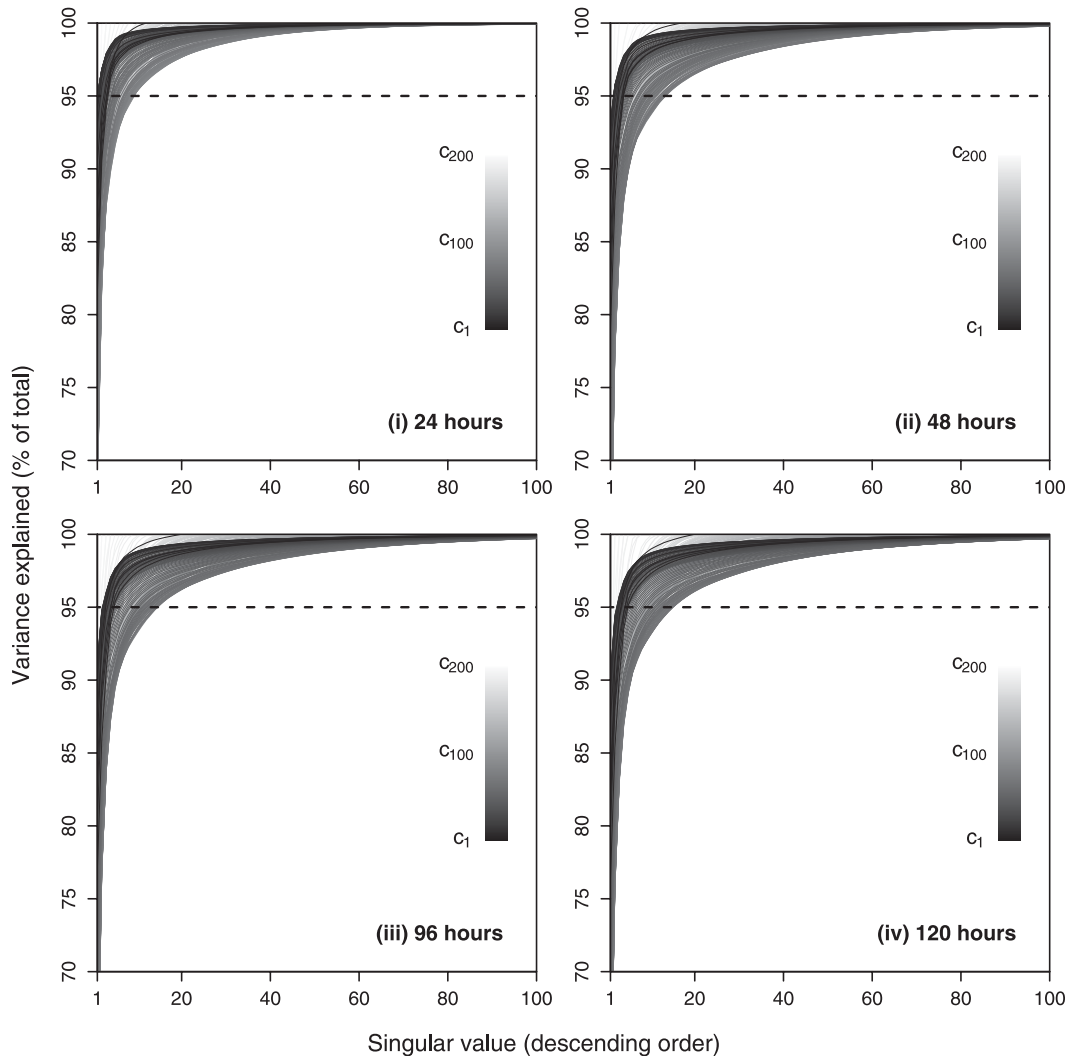 Variance explained (% of total)
100
95
90
85
80
75
70
c200
c100
c1
(i) 24 hours
1 20 40 60 80 100
100
95
90
85
80
75
70
c200
c100
c1
(ii) 48 hours
1 20 40 60 80 100
100
95
90
85
80
75
70
c200
c100
c1
(iii) 96 hours
1 20 40 60 80 100
100
95
90
85
80
75
70
c200
c100
c1
(iv) 120 hours
1 20 40 60 80 100
Singular value (descending order)